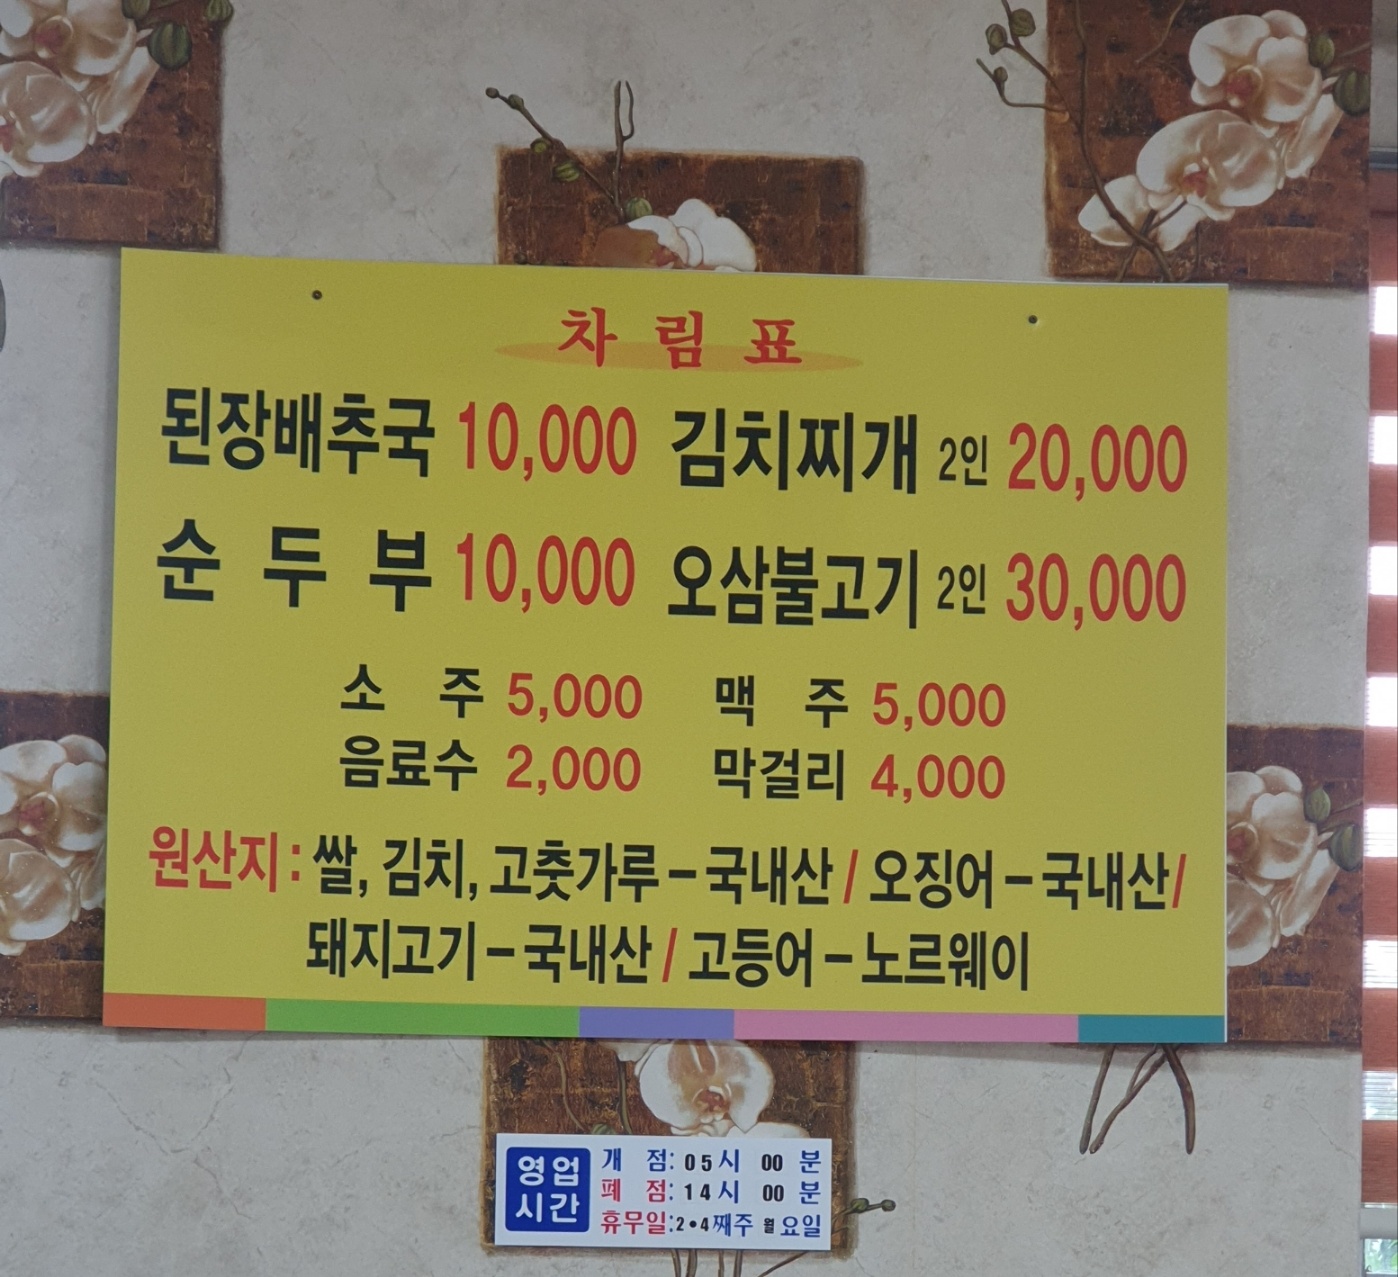 차림표
된장배추국 10,000 김치찌개 2인 20,000
순두부 10,000 오삼불고기 2인 30,000
소주 5,000 맥주 5,000
음료수 2,000 막걸리 4,000
원산지 : 쌀, 김치, 고춧가루 – 국내산 / 오징어 – 국내산 /
돼지고기 – 국내산 / 고등어 – 노르웨이
영업시간
개점: 05시 00분
폐점: 14시 00분
휴무일: 2•4째주 월요일